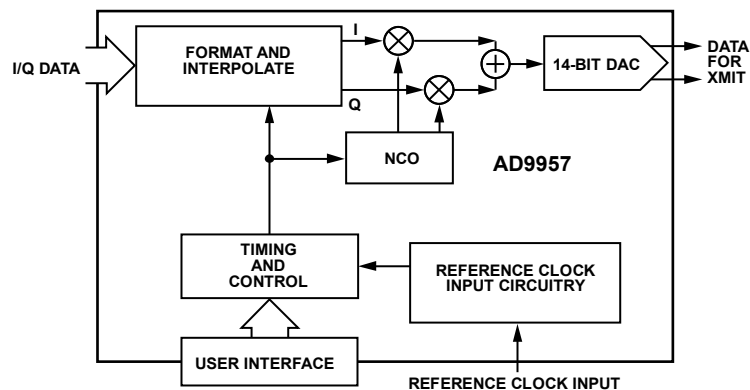 I/Q DATA
FORMAT AND
INTERPOLATE
I
Q
14-BIT DAC
DATA
FOR
XMIT
NCO
AD9957
TIMING
AND
CONTROL
REFERENCE CLOCK
INPUT CIRCUITRY
USER INTERFACE
REFERENCE CLOCK INPUT